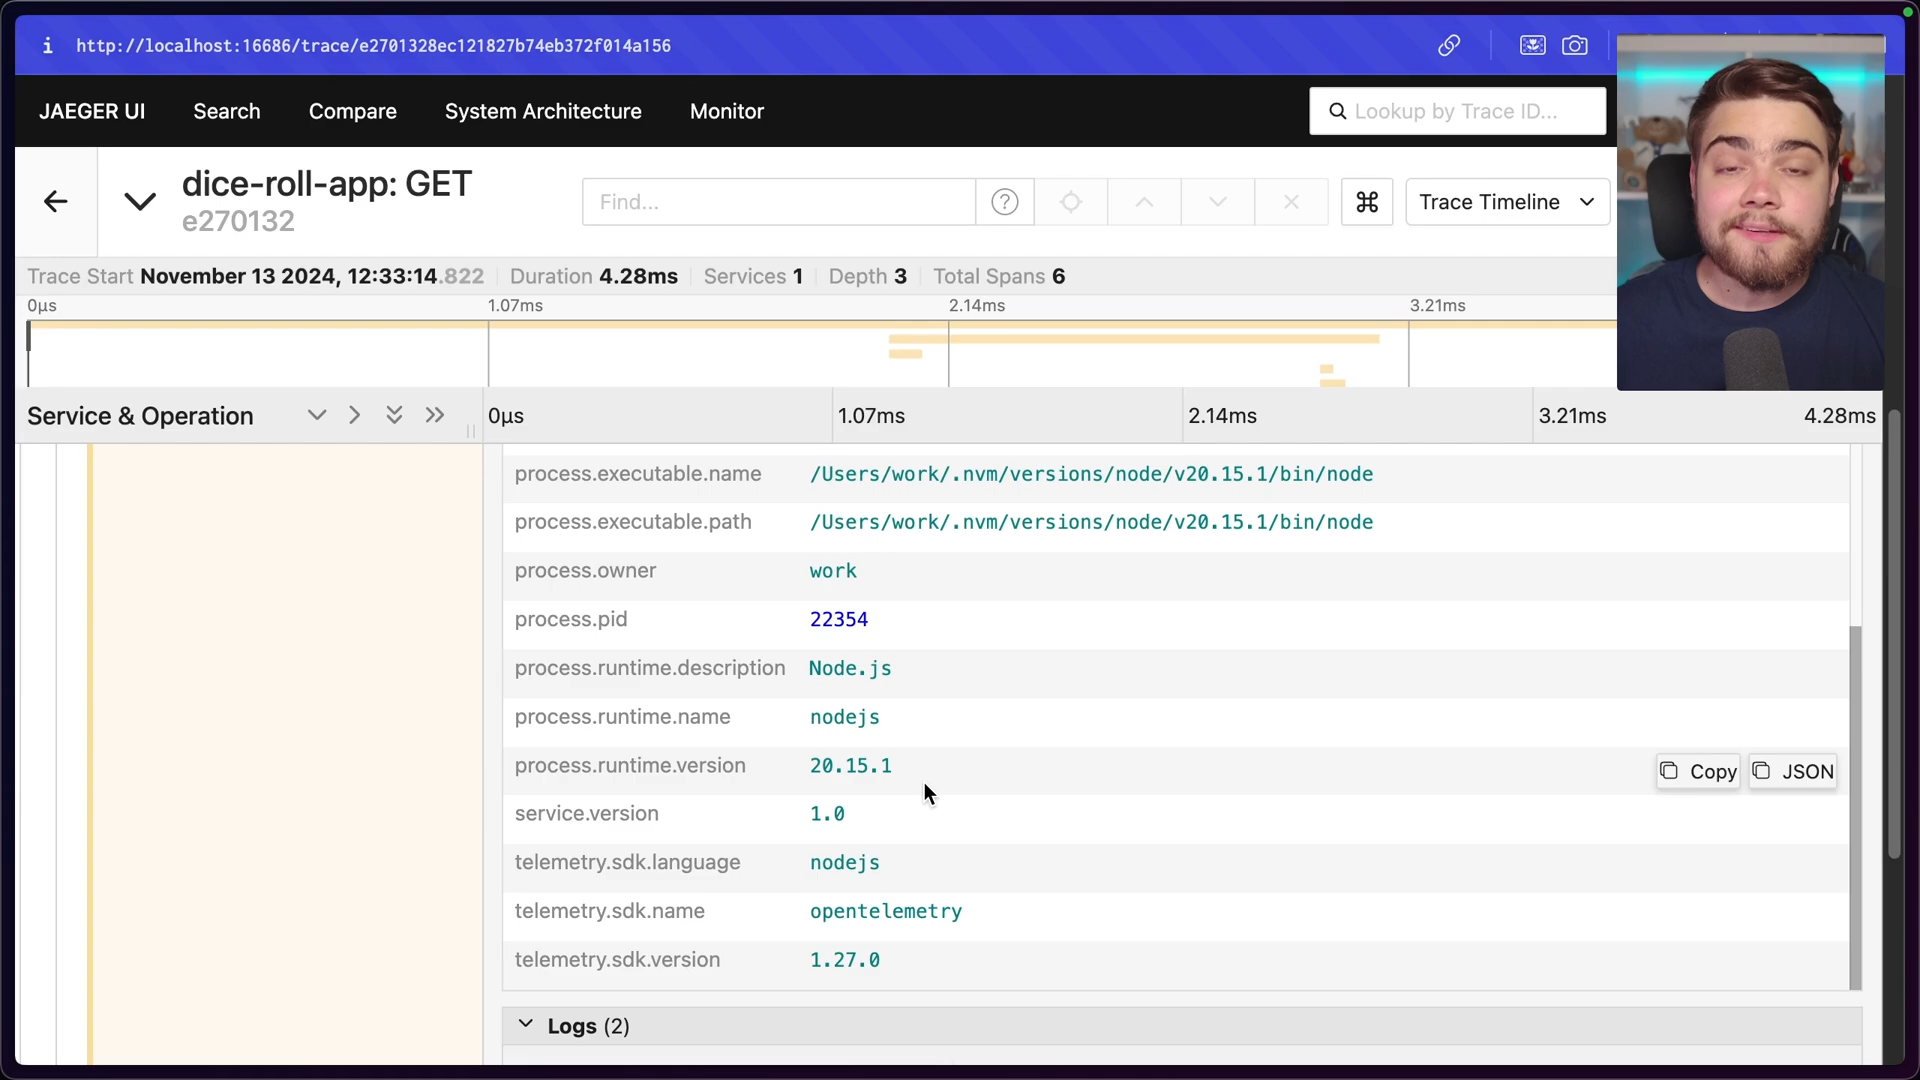 http://localhost:16686/trace/e2701328ec121827b74eb372f014a156
JAEGER UI Search Compare System Architecture Monitor Lookup by Trace ID...
dice-roll-app: GET
e270132
Find... Trace Timeline
Trace Start November 13 2024, 12:33:14.822 Duration 4.28ms Services 1 Depth 3 Total Spans 6
0μs 1.07ms 2.14ms 3.21ms
Service & Operation 0μs 1.07ms 2.14ms 3.21ms 4.28ms
process.executable.name /Users/work/.nvm/versions/node/v20.15.1/bin/node
process.executable.path /Users/work/.nvm/versions/node/v20.15.1/bin/node
process.owner work
process.pid 22354
process.runtime.description Node.js
process.runtime.name nodejs
process.runtime.version 20.15.1 Copy JSON
service.version 1.0
telemetry.sdk.language nodejs
telemetry.sdk.name opentelemetry
telemetry.sdk.version 1.27.0
Logs (2)